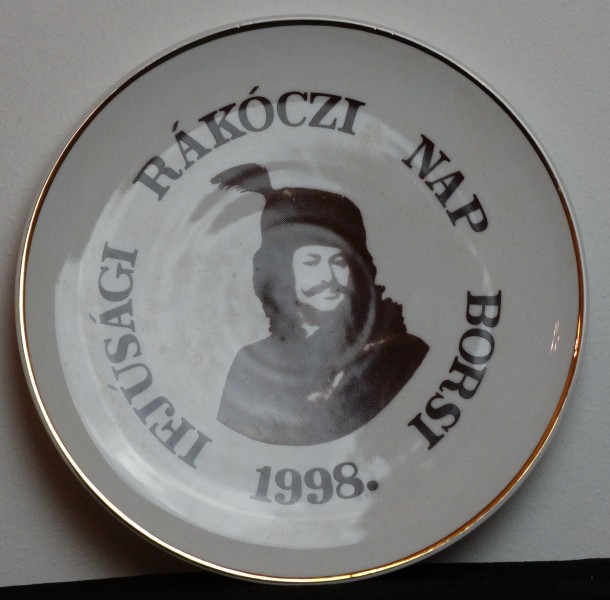 IFJÚSÁGI RÁKÓCZI NAP BORSI
1998.